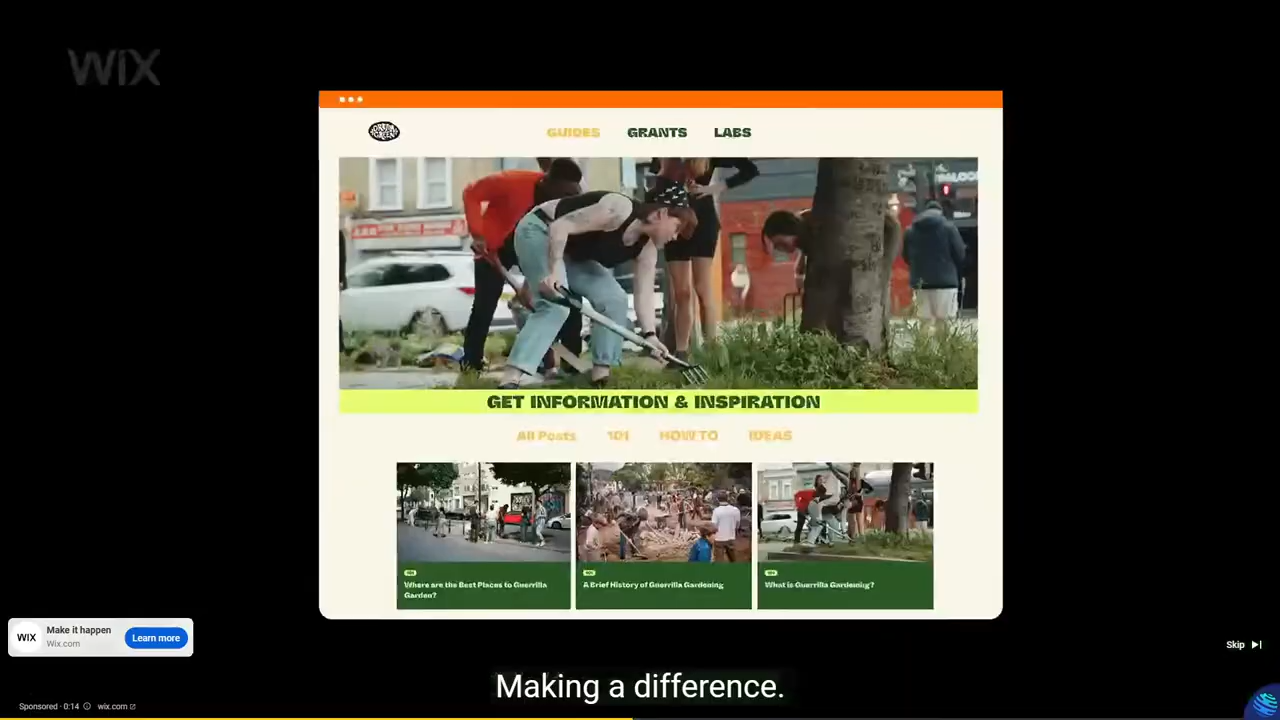 WIX
GUIDES GRANTS LABS
GET INFORMATION & INSPIRATION
All Posts 101 HOW TO IDEAS
Where are the Best Places to Guerrilla
Garden?
A Brief History of Guerrilla Gardening
What is Guerrilla Gardening?
WIX
Make it happen
Wix.com
Learn more
Skip
Making a difference.
Sponsored · 0:14
wix.com